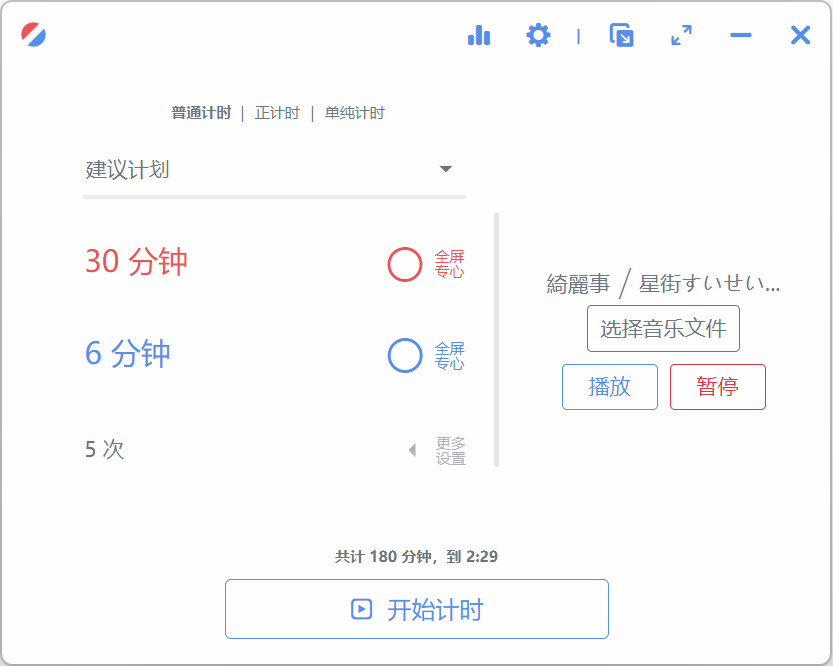 普通计时 | 正计时 | 单纯计时
建议计划
30 分钟
全屏
专心
6 分钟
全屏
专心
5 次
更多
设置
綺麗事 / 星街すいせい...
选择音乐文件
播放
暂停
共计 180 分钟，到 2:29
开始计时